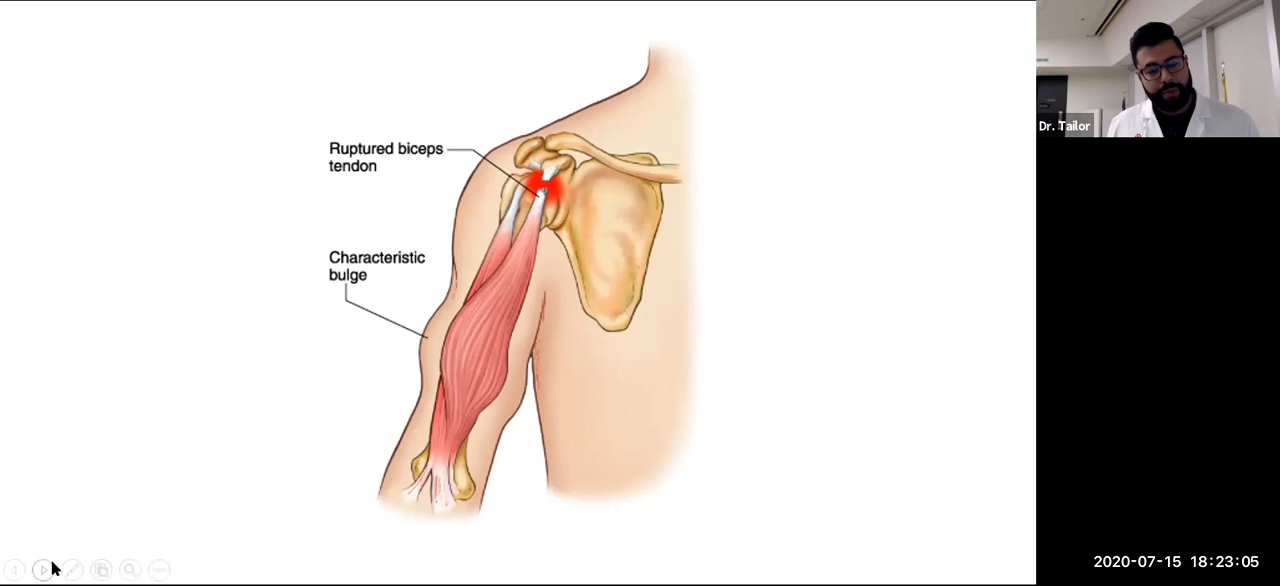 Ruptured biceps
tendon
Characteristic
bulge
Dr. Tailor
2020-07-15 18:23:05